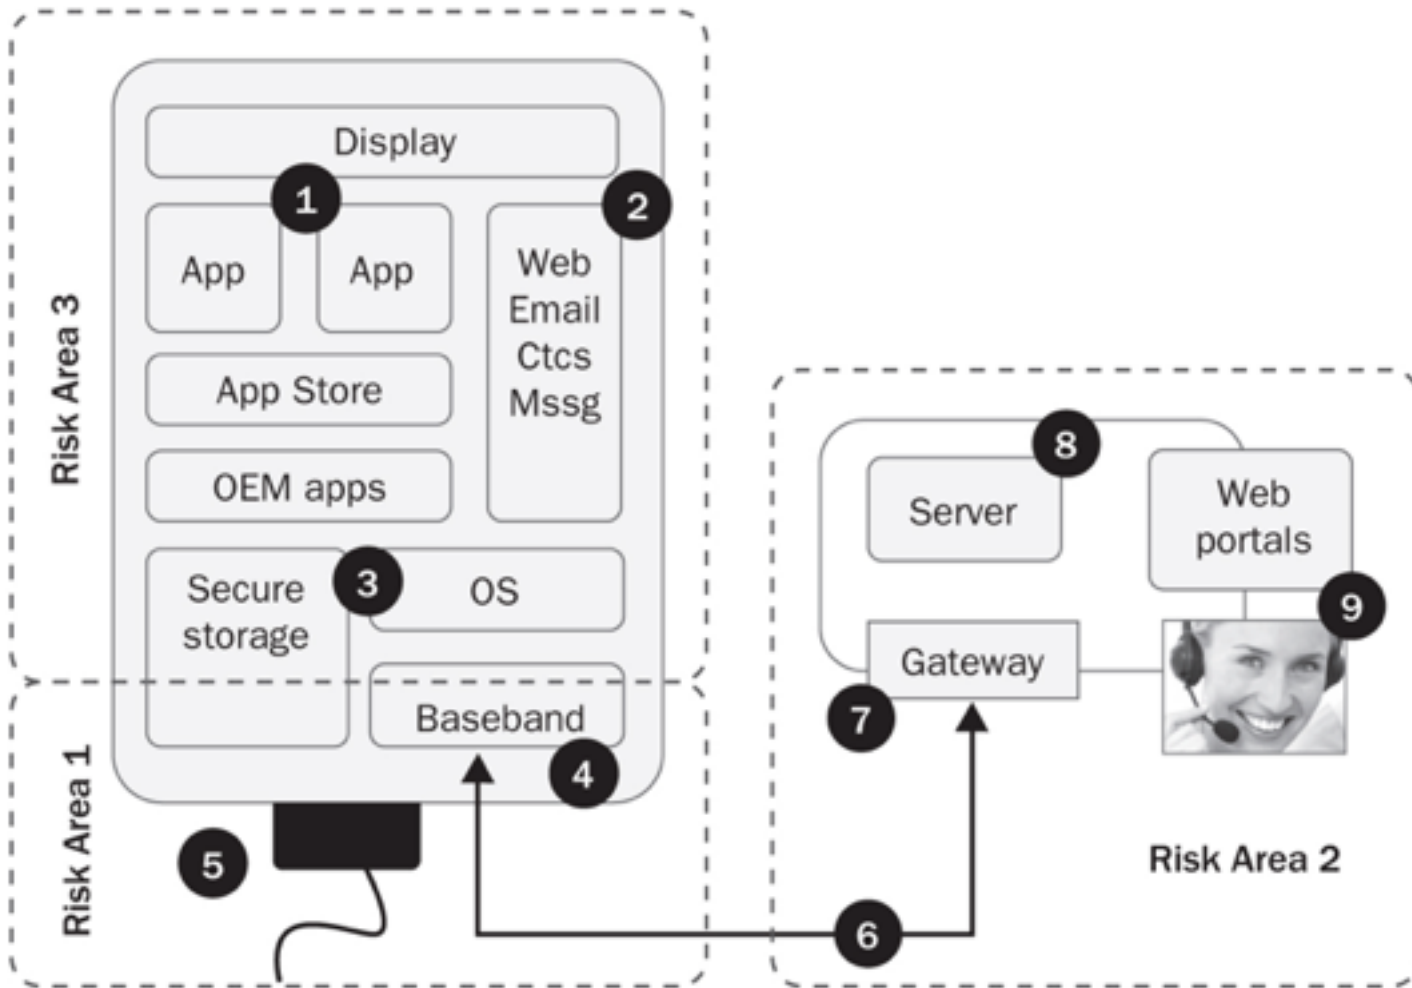 Display
1
2
App
App
Web
Email
Ctcs
Mssg
App Store
OEM apps
Risk Area 3
3
Secure
storage
OS
Baseband
4
5
Risk Area 1
6
8
Server
Web
portals
9
Gateway
7
Risk Area 2